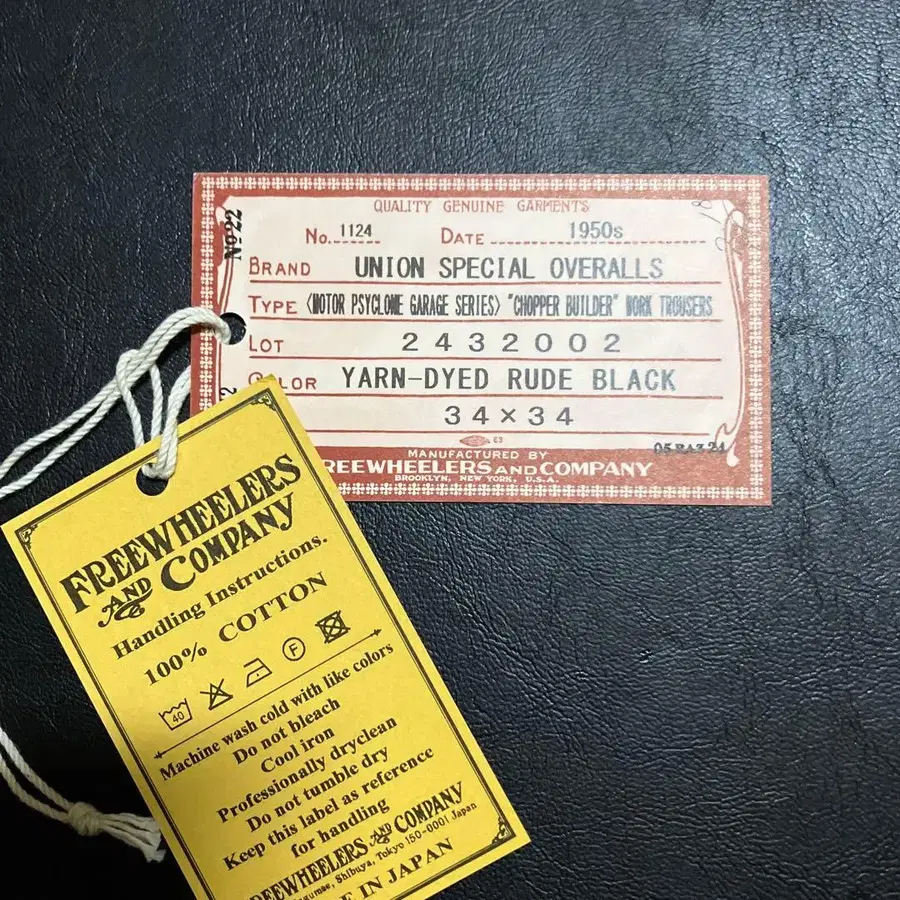 QUALITY GENUINE GARMENTS
No. 1124 DATE 1950s
No 22
BRAND UNION SPECIAL OVERALLS
TYPE <MOTOR PSYCLONE GARAGE SERIES> "CHOPPER BUILDER" WORK TROUSERS
LOT 2432002
COLOR YARN-DYED RUDE BLACK
34×34
MANUFACTURED BY
REEWHEELERS AND COMPANY
BROOKLYN, NEW YORK, U.S.A.
FREEWHEELERS
AND COMPANY
Handling Instructions.
100% COTTON
40 F
Machine wash cold with like colors
Do not bleach
Cool iron
Professionally dryclean
Do not tumble dry
Keep this label as reference
for handling
REEWHEELERS AND COMPANY
Shibuya, Tokyo 150-0001 Japan
E IN JAPAN